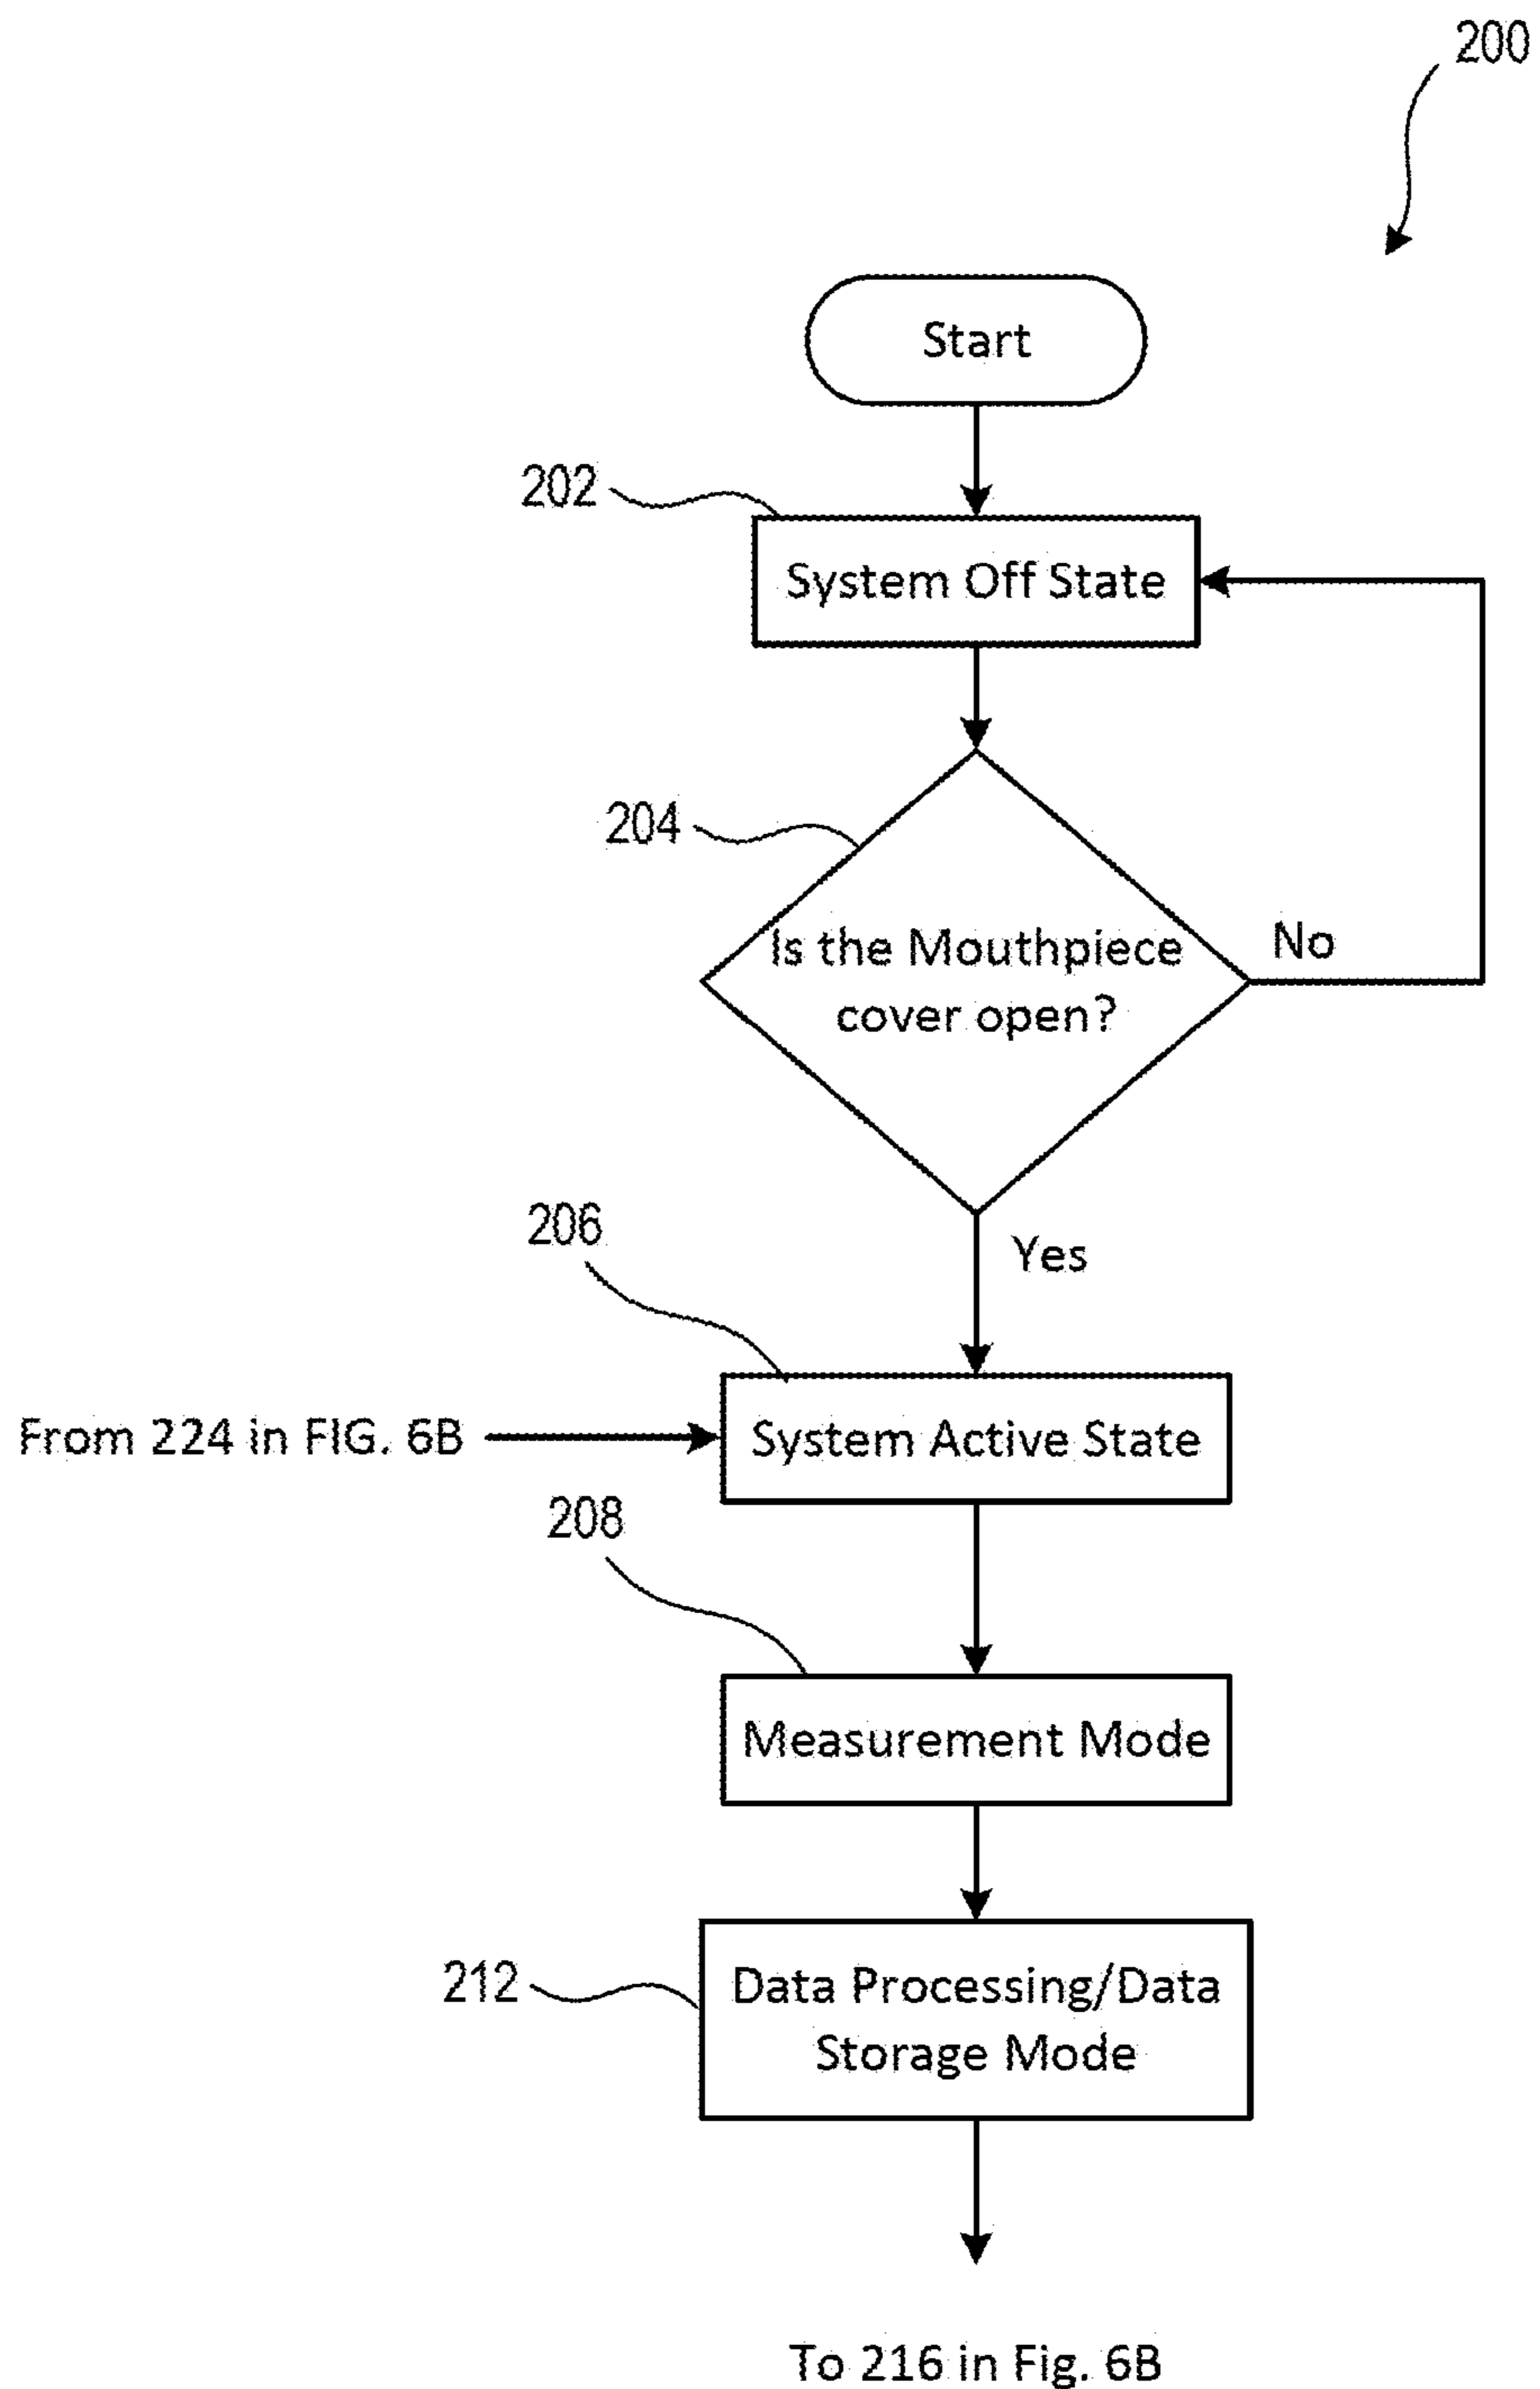 200
Start
202
System Off State
204
Is the Mouthpiece
cover open?
No
206
Yes
From 224 in FIG. 6B
System Active State
208
Measurement Mode
212
Data Processing/Data
Storage Mode
To 216 in Fig. 6B